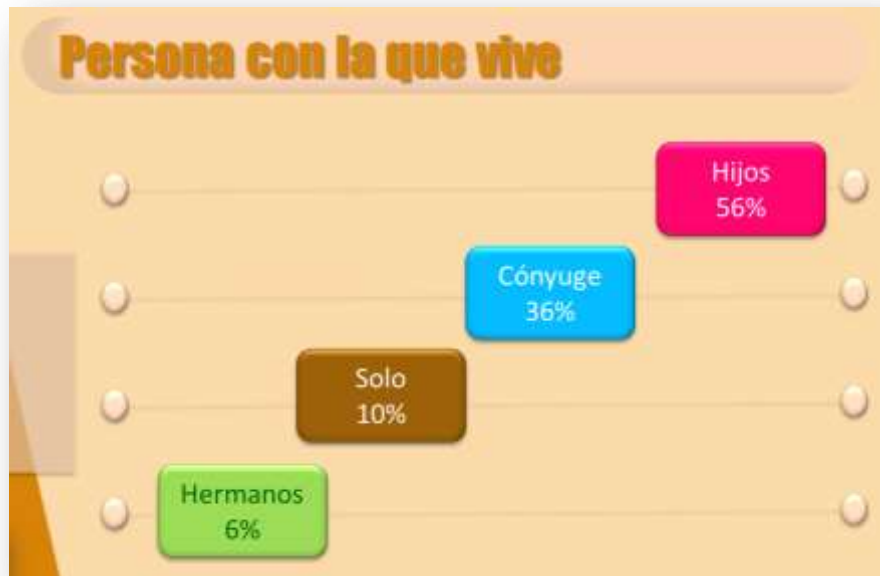 Persona con la que vive
Hijos
56%
Cónyuge
36%
Solo
10%
Hermanos
6%